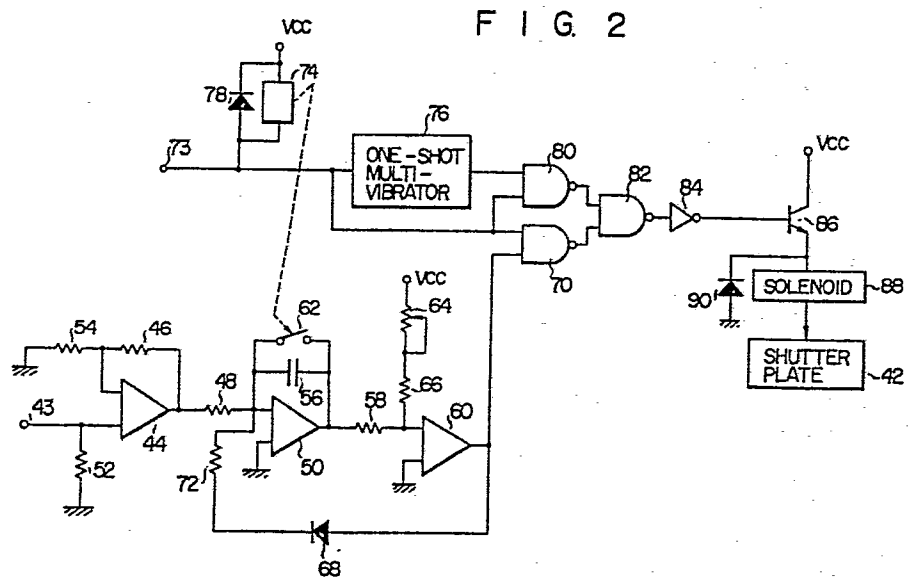 F I G. 2
VCC
74
78
73
76
ONE-SHOT
MULTI-
VIBRATOR
80
82
84
VCC
86
70
90
SOLENOID
88
SHUTTER
PLATE
42
VCC
64
62
54
46
66
56
48
58
60
43
44
50
52
72
68